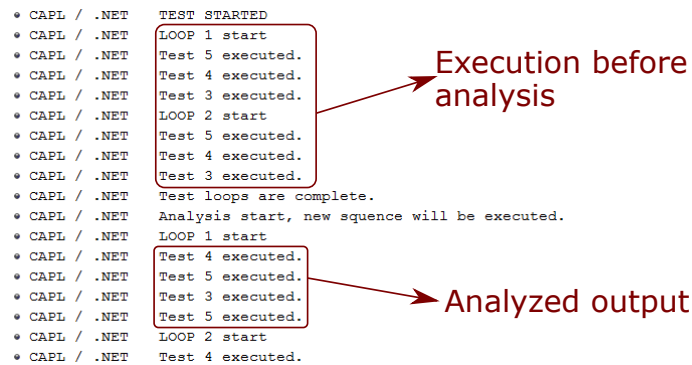 CAPL / .NET TEST STARTED
CAPL / .NET LOOP 1 start
CAPL / .NET Test 5 executed.
CAPL / .NET Test 4 executed.
CAPL / .NET Test 3 executed.
CAPL / .NET LOOP 2 start
CAPL / .NET Test 5 executed.
CAPL / .NET Test 4 executed.
CAPL / .NET Test 3 executed.
CAPL / .NET Test loops are complete.
CAPL / .NET Analysis start, new squence will be executed.
CAPL / .NET LOOP 1 start
CAPL / .NET Test 4 executed.
CAPL / .NET Test 5 executed.
CAPL / .NET Test 3 executed.
CAPL / .NET Test 5 executed.
CAPL / .NET LOOP 2 start
CAPL / .NET Test 4 executed.
Execution before
analysis
Analyzed output